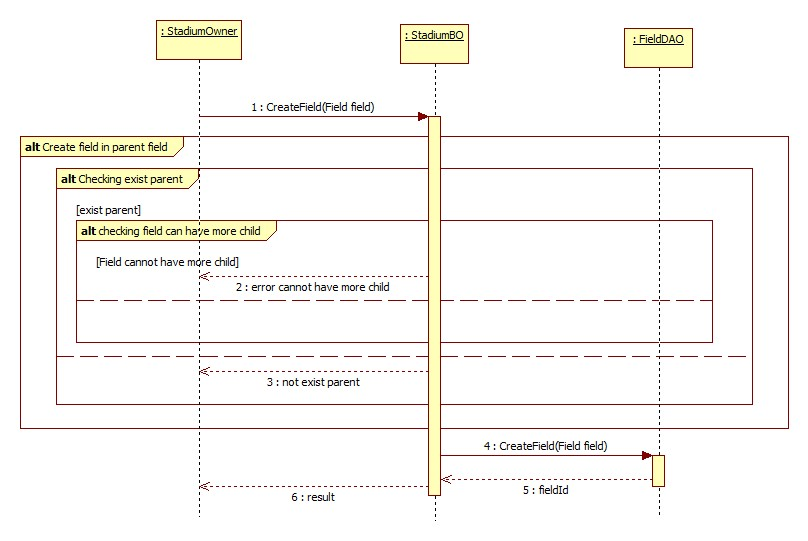 : StadiumOwner
: StadiumBO
: FieldDAO
1 : CreateField(Field field)
alt Create field in parent field
alt Checking exist parent
[exist parent]
alt checking field can have more child
[Field cannot have more child]
2 : error cannot have more child
3 : not exist parent
4 : CreateField(Field field)
5 : fieldId
6 : result